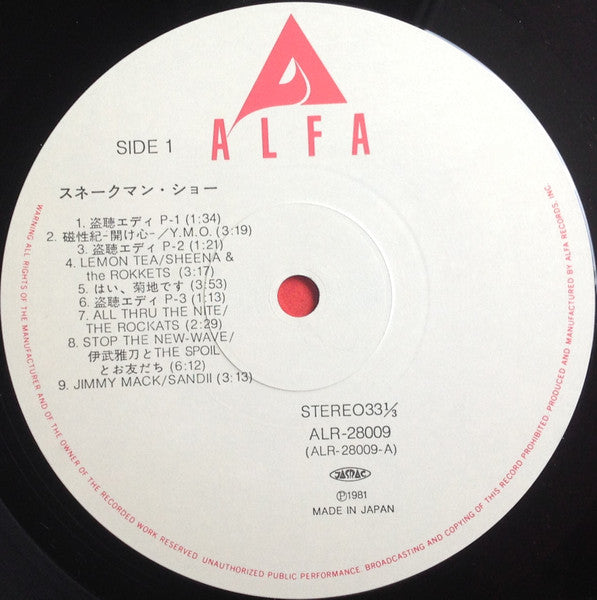 ALFA
SIDE 1
スネークマン・ショー
1. 盗聴エディ P-1 (1:34)
2. 磁性紀-開け心-／Y.M.O. (3:19)
3. 盗聴エディ P-2 (1:21)
4. LEMON TEA/SHEENA &
the ROKKETS (3:17)
5. はい、菊地です (3:53)
6. 盗聴エディ P-3 (1:13)
7. ALL THRU THE NITE/
THE ROCKATS (2:29)
8. STOP THE NEW-WAVE/
伊武雅刀とTHE SPOIL
とお友だち (6:12)
9. JIMMY MACK/SANDII (3:13)
STEREO33⅓
ALR-28009
(ALR-28009-A)
JASRAC
Ⓟ1981
MADE IN JAPAN
WARNING: ALL RIGHTS OF THE MANUFACTURER AND OF THE OWNER OF THE RECORDED WORK RESERVED. UNAUTHORIZED PUBLIC PERFORMANCE. BROADCASTING AND COPYING OF THIS RECORD PROHIBITED. PRODUCED AND MANUFACTURED BY ALFA RECORDS, INC.